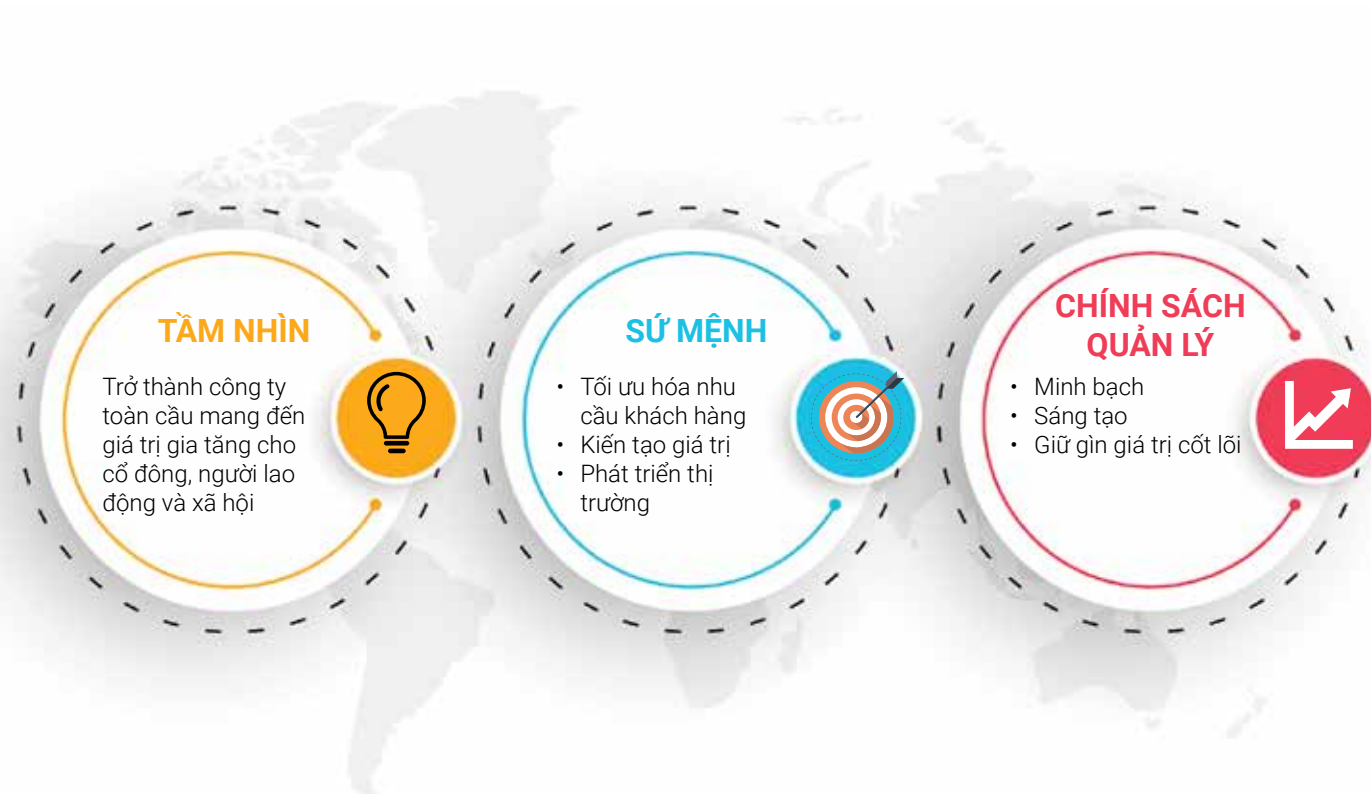 TẦM NHÌN
Trở thành công ty
toàn cầu mang đến
giá trị gia tăng cho
cổ đông, người lao
động và xã hội
SỨ MỆNH
• Tối ưu hóa nhu
cầu khách hàng
• Kiến tạo giá trị
• Phát triển thị
trường
CHÍNH SÁCH
QUẢN LÝ
• Minh bạch
• Sáng tạo
• Giữ gìn giá trị cốt lõi